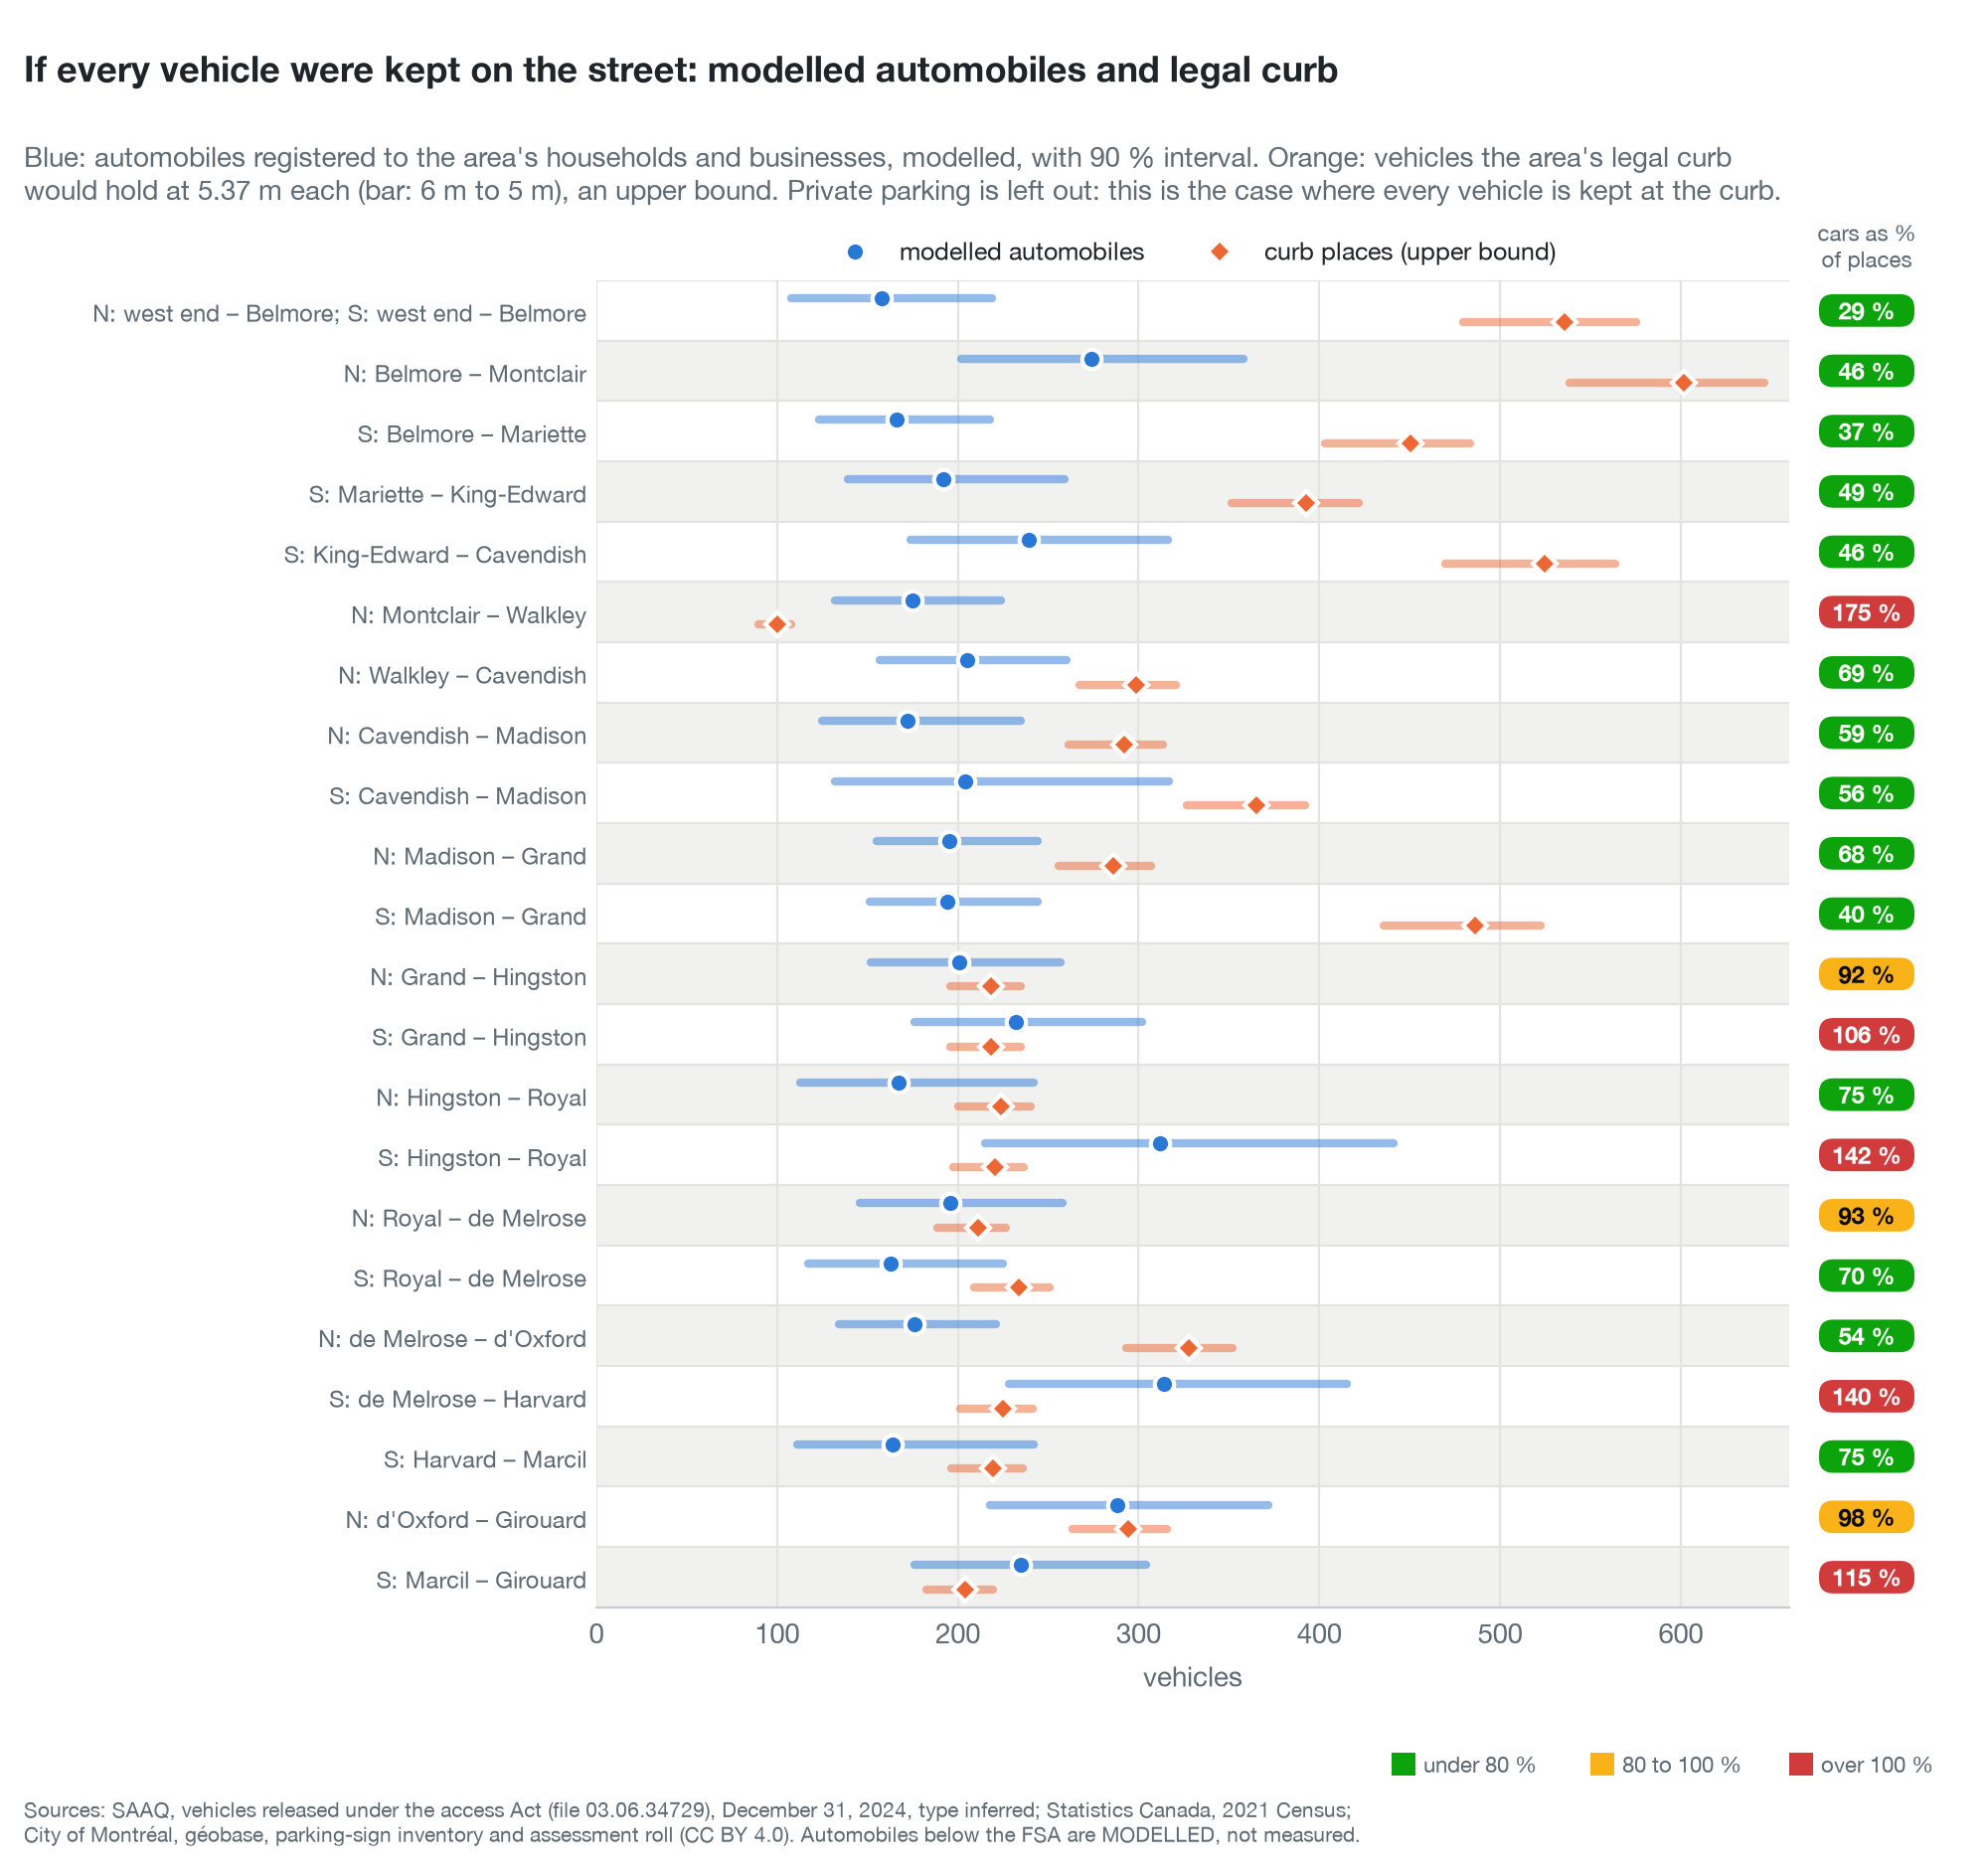 If every vehicle were kept on the street: modelled automobiles and legal curb
Blue: automobiles registered to the area's households and businesses, modelled, with 90 % interval. Orange: vehicles the area's legal curb
would hold at 5.37 m each (bar: 6 m to 5 m), an upper bound. Private parking is left out: this is the case where every vehicle is kept at the curb.
modelled automobiles curb places (upper bound)
cars as %
of places
N: west end – Belmore; S: west end – Belmore 29 %
N: Belmore – Montclair 46 %
S: Belmore – Mariette 37 %
S: Mariette – King-Edward 49 %
S: King-Edward – Cavendish 46 %
N: Montclair – Walkley 175 %
N: Walkley – Cavendish 69 %
N: Cavendish – Madison 59 %
S: Cavendish – Madison 56 %
N: Madison – Grand 68 %
S: Madison – Grand 40 %
N: Grand – Hingston 92 %
S: Grand – Hingston 106 %
N: Hingston – Royal 75 %
S: Hingston – Royal 142 %
N: Royal – de Melrose 93 %
S: Royal – de Melrose 70 %
N: de Melrose – d'Oxford 54 %
S: de Melrose – Harvard 140 %
S: Harvard – Marcil 75 %
N: d'Oxford – Girouard 98 %
S: Marcil – Girouard 115 %
0 100 200 300 400 500 600
vehicles
under 80 % 80 to 100 % over 100 %
Sources: SAAQ, vehicles released under the access Act (file 03.06.34729), December 31, 2024, type inferred; Statistics Canada, 2021 Census;
City of Montréal, géobase, parking-sign inventory and assessment roll (CC BY 4.0). Automobiles below the FSA are MODELLED, not measured.